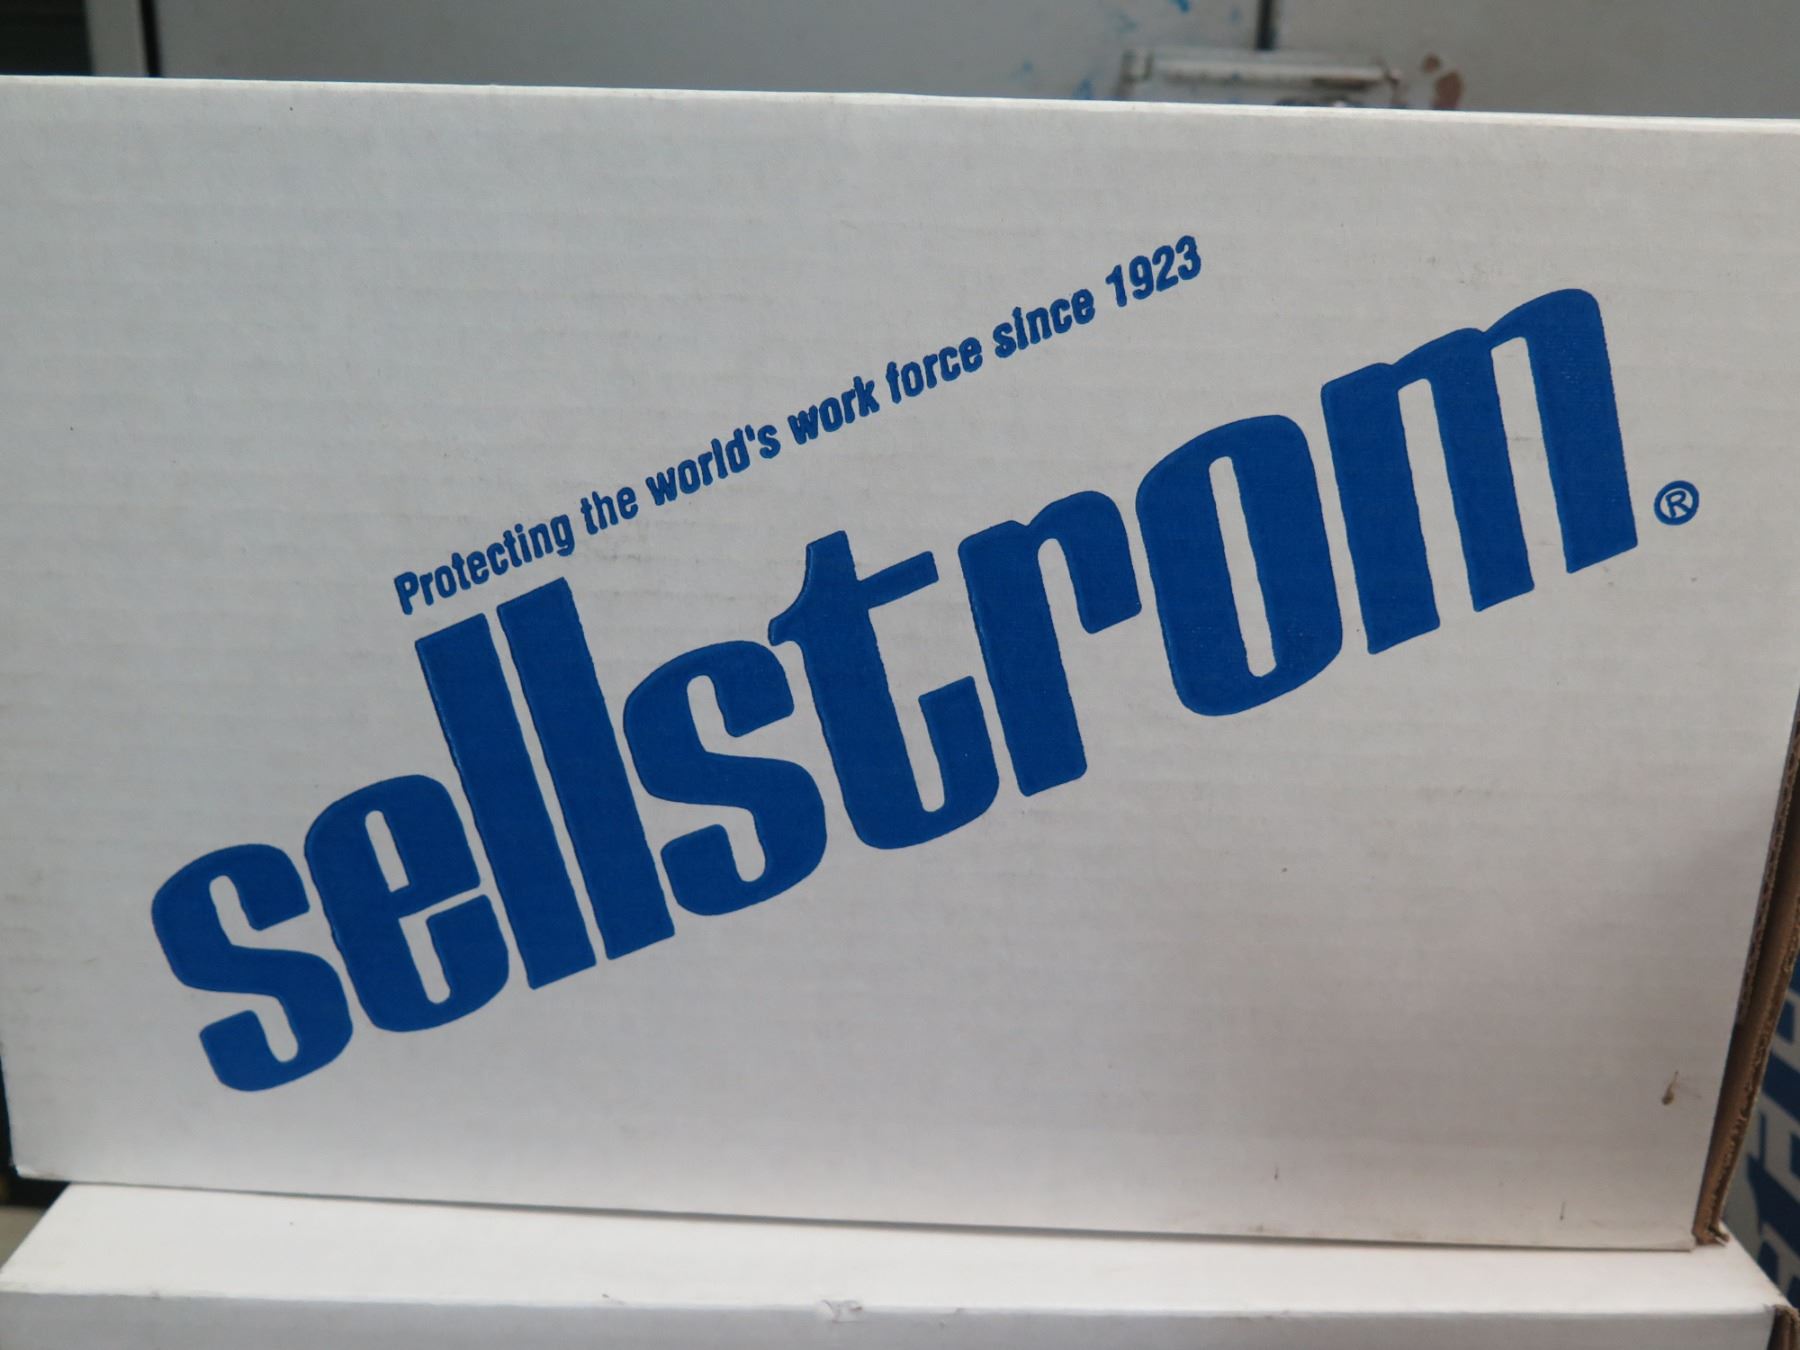 Protecting the world's work force since 1923
sellstrom®